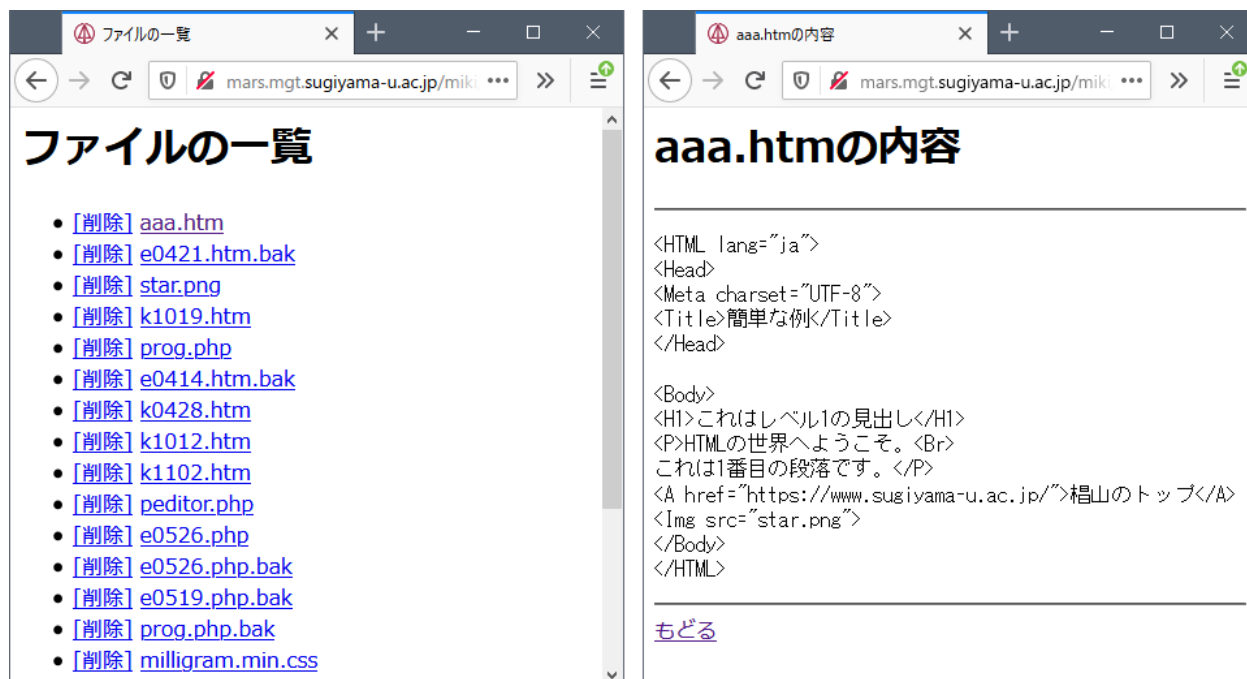 ファイルの一覧
mars.mgt.sugiyama-u.ac.jp/miki
ファイルの一覧
[削除] aaa.htm
[削除] e0421.htm.bak
[削除] star.png
[削除] k1019.htm
[削除] prog.php
[削除] e0414.htm.bak
[削除] k0428.htm
[削除] k1012.htm
[削除] k1102.htm
[削除] peditor.php
[削除] e0526.php
[削除] e0526.php.bak
[削除] e0519.php.bak
[削除] prog.php.bak
[削除] milligram.min.css
aaa.htmの内容
mars.mgt.sugiyama-u.ac.jp/miki
aaa.htmの内容
<HTML lang="ja">
<Head>
<Meta charset="UTF-8">
<Title>簡単な例</Title>
</Head>
<Body>
<H1>これはレベル1の見出し</H1>
<P>HTMLの世界へようこそ。<Br>
これは1番目の段落です。</P>
<A href="https://www.sugiyama-u.ac.jp/">椙山のトップ</A>
<Img src="star.png">
</Body>
</HTML>
もどる